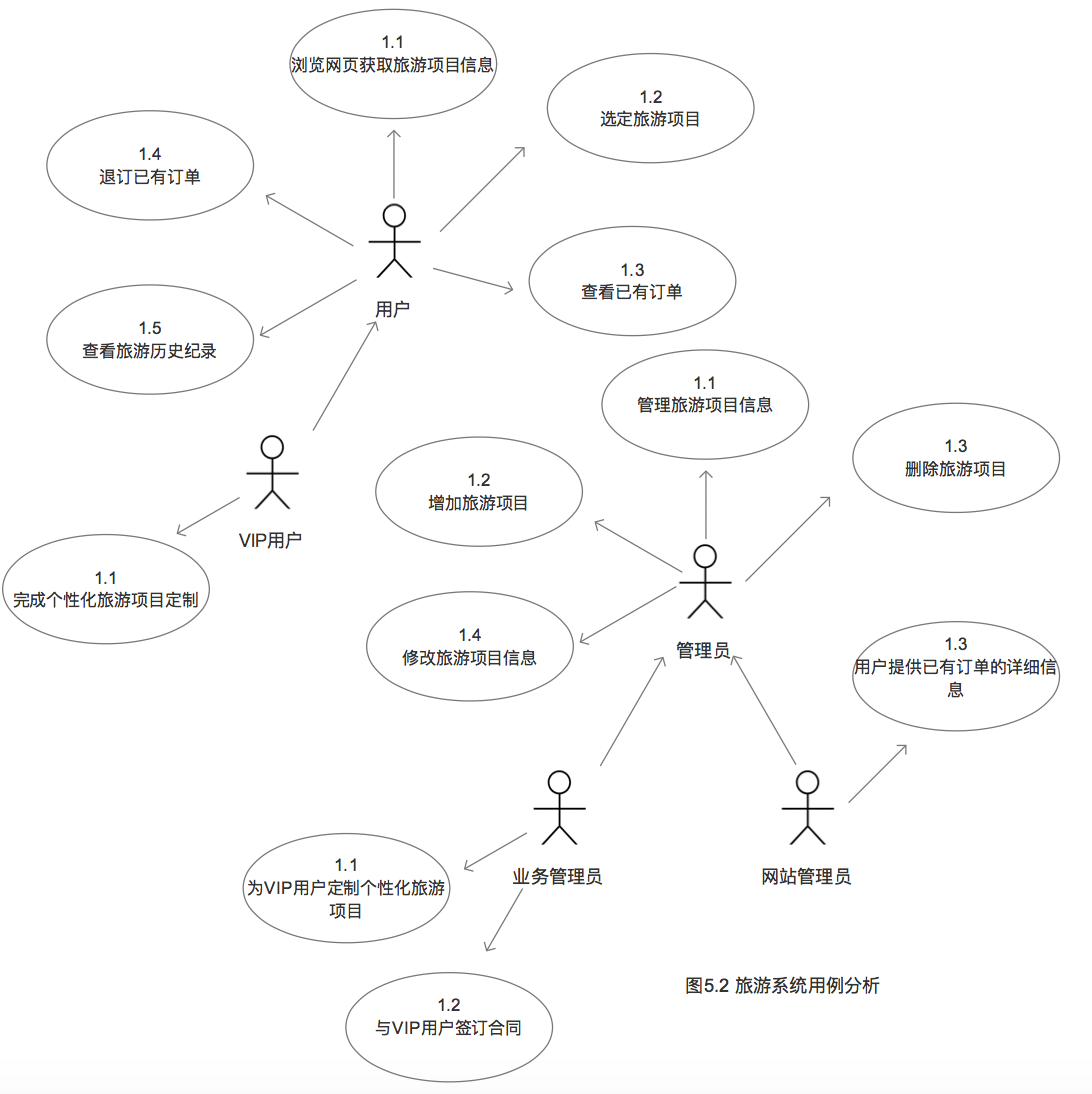 1.1
浏览网页获取旅游项目信息
1.2
选定旅游项目
1.4
退订已有订单
1.3
查看已有订单
用户
1.5
查看旅游历史纪录
1.1
管理旅游项目信息
1.3
删除旅游项目
1.2
增加旅游项目
VIP用户
1.1
完成个性化旅游项目定制
1.4
修改旅游项目信息
管理员
1.3
用户提供已有订单的详细信
息
业务管理员
网站管理员
1.1
为VIP用户定制个性化旅游
项目
图5.2 旅游系统用例分析
1.2
与VIP用户签订合同